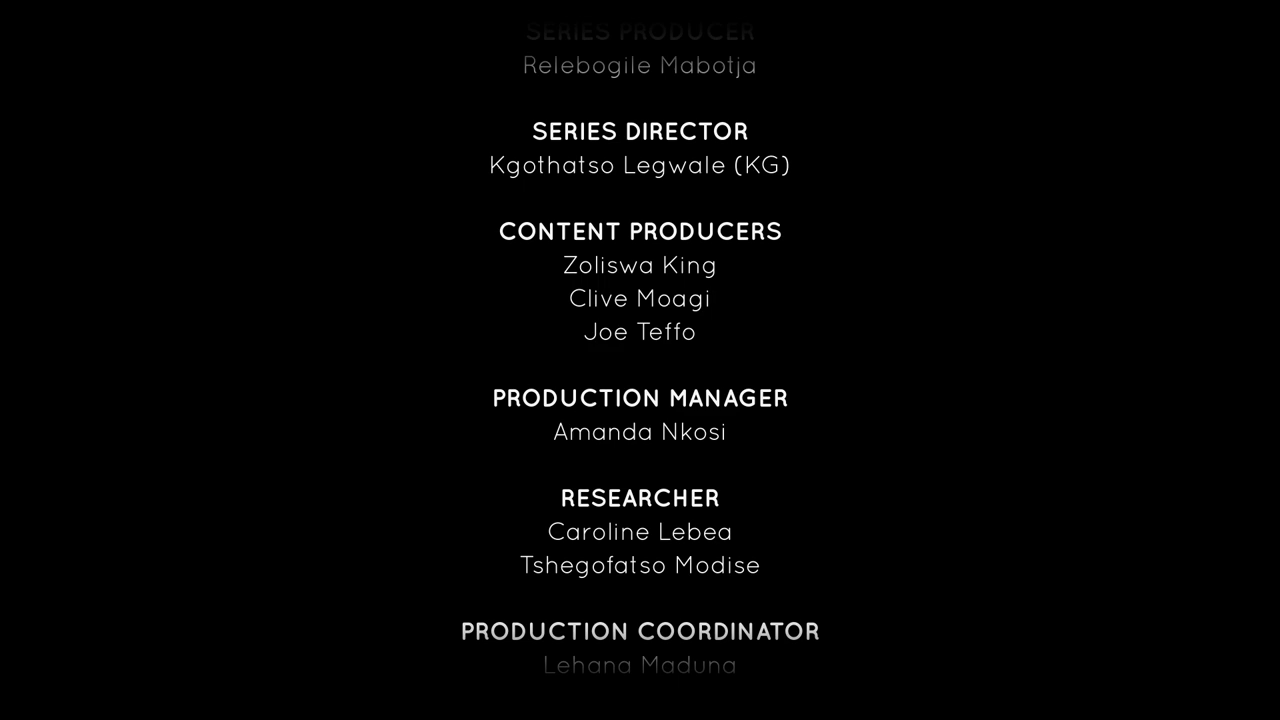 SERIES PRODUCER
Relebogile Mabotja
SERIES DIRECTOR
Kgothatso Legwale (KG)
CONTENT PRODUCERS
Zoliswa King
Clive Moagi
Joe Teffo
PRODUCTION MANAGER
Amanda Nkosi
RESEARCHER
Caroline Lebea
Tshegofatso Modise
PRODUCTION COORDINATOR
Lehana Maduna